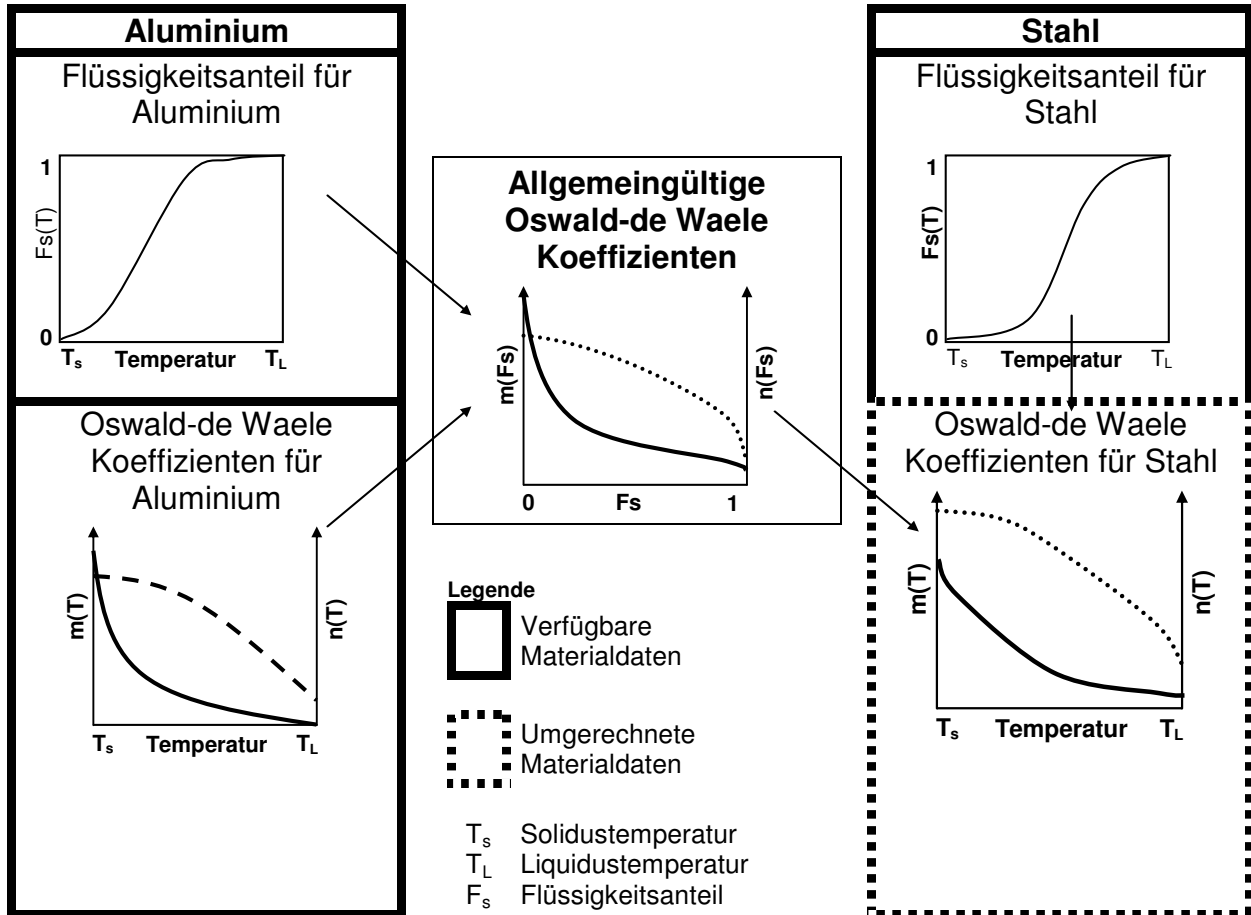 Aluminium
Flüssigkeitsanteil für
Aluminium
1
Fs(T)
0
Ts Temperatur TL
Oswald-de Waele
Koeffizienten für
Aluminium
m(T)
n(T)
Ts Temperatur TL
Allgemeingültige
Oswald-de Waele
Koeffizienten
m(Fs)
n(Fs)
0 Fs 1
Legende
Verfügbare
Materialdaten
Umgerechnete
Materialdaten
Ts Solidustemperatur
TL Liquidustemperatur
Fs Flüssigkeitsanteil
Stahl
Flüssigkeitsanteil für
Stahl
1
Fs(T)
0
Ts Temperatur TL
Oswald-de Waele
Koeffizienten für Stahl
m(T)
n(T)
Ts Temperatur TL